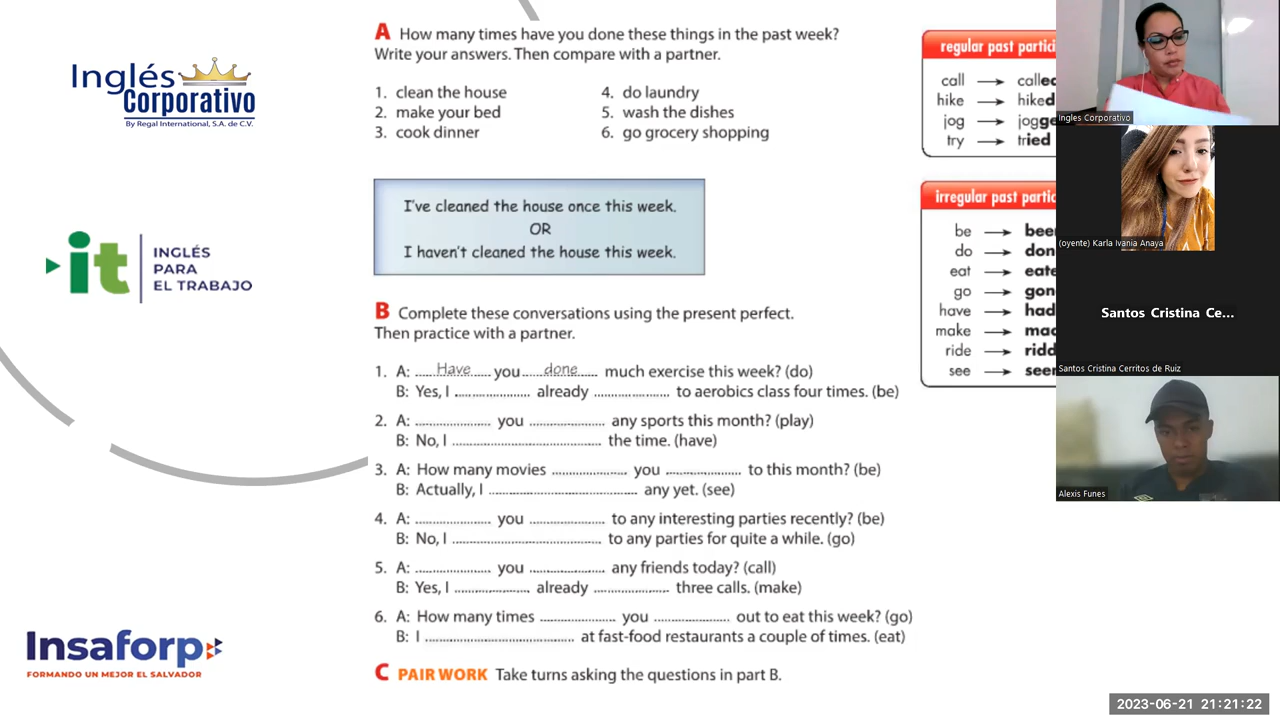 Inglés
Corporativo
By Regal International, S.A. de C.V.
it
INGLÉS
PARA
EL TRABAJO
Insaforp
FORMANDO UN MEJOR EL SALVADOR
A How many times have you done these things in the past week?
Write your answers. Then compare with a partner.
1. clean the house
2. make your bed
3. cook dinner
4. do laundry
5. wash the dishes
6. go grocery shopping
I've cleaned the house once this week.
OR
I haven't cleaned the house this week.
B Complete these conversations using the present perfect.
Then practice with a partner.
1. A: Have you done much exercise this week? (do)
B: Yes, I .................... already .................... to aerobics class four times. (be)
2. A: .................... you .................... any sports this month? (play)
B: No, I ........................................ the time. (have)
3. A: How many movies .................... you .................... to this month? (be)
B: Actually, I ........................................ any yet. (see)
4. A: .................... you .................... to any interesting parties recently? (be)
B: No, I ........................................ to any parties for quite a while. (go)
5. A: .................... you .................... any friends today? (call)
B: Yes, I .................... already .................... three calls. (make)
6. A: How many times .................... you .................... out to eat this week? (go)
B: I ........................................ at fast-food restaurants a couple of times. (eat)
C PAIR WORK Take turns asking the questions in part B.
regular past partici
call → called
hike → hiked
jog → jogge
try → tried
irregular past partic
be → bee
do → don
eat → eate
go → gon
have → had
make → mad
ride → ridd
see → seen
Ingles Corporativo
(oyente) Karla Ivania Anaya
Santos Cristina Ce...
Santos Cristina Cerritos de Ruiz
Alexis Funes
2023-06-21 21:21:22